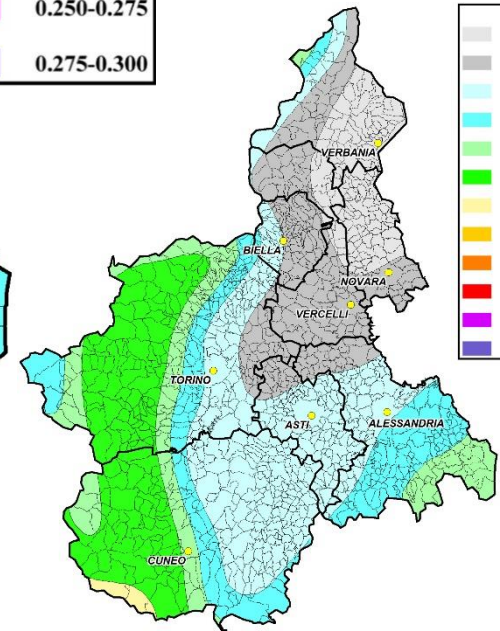 0.250-0.275
0.275-0.300
VERBANIA
BIELLA
NOVARA
VERCELLI
TORINO
ASTI
ALESSANDRIA
CUNEO